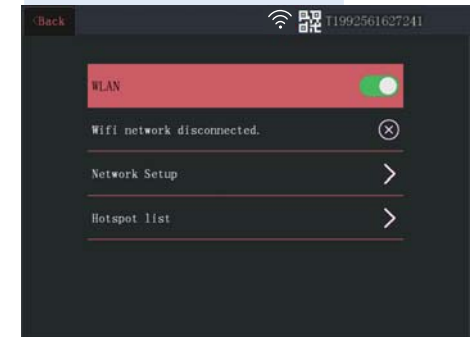 <Back T1992561627241
WLAN
Wifi network disconnected.
Network Setup
Hotspot list